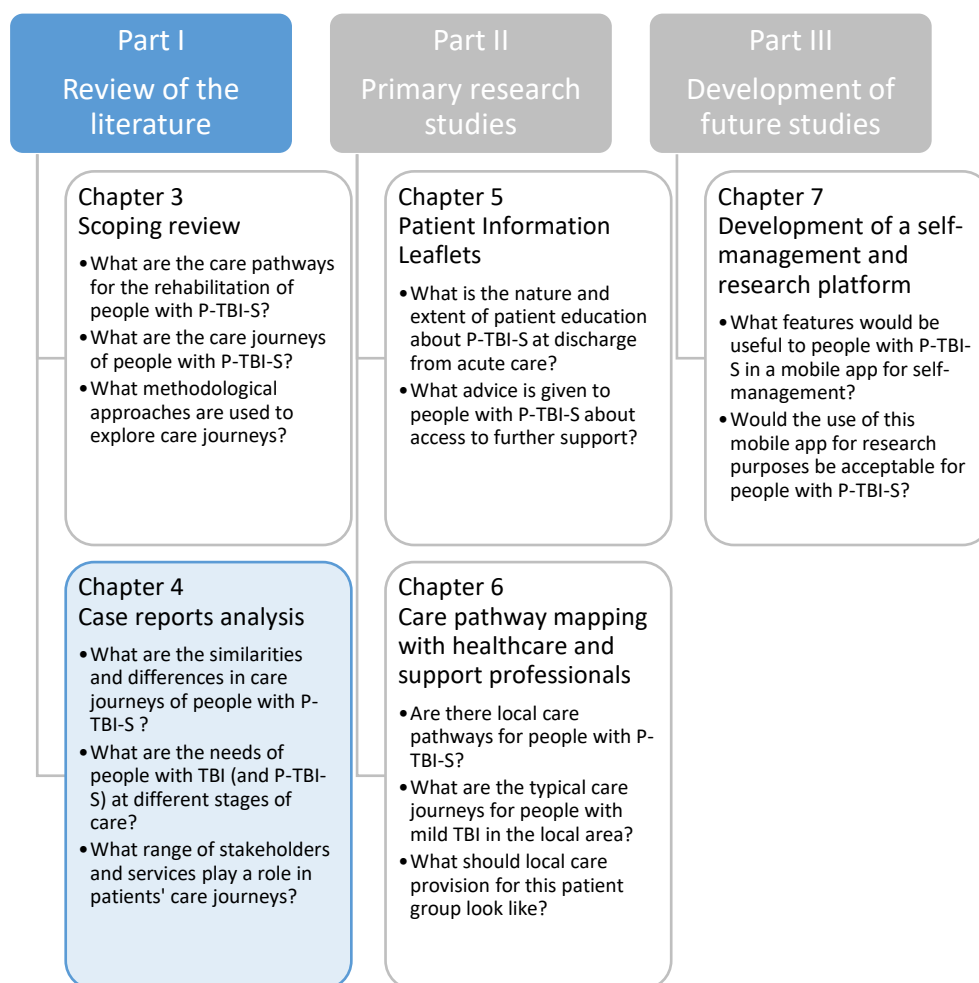 Part I
Review of the
literature
Chapter 3
Scoping review
•What are the care pathways
for the rehabilitation of
people with P-TBI-S?
•What are the care journeys
of people with P-TBI-S?
•What methodological
approaches are used to
explore care journeys?
Chapter 4
Case reports analysis
•What are the similarities
and differences in care
journeys of people with P-
TBI-S ?
•What are the needs of
people with TBI (and P-TBI-
S) at different stages of
care?
•What range of stakeholders
and services play a role in
patients' care journeys?
Part II
Primary research
studies
Chapter 5
Patient Information
Leaflets
•What is the nature and
extent of patient education
about P-TBI-S at discharge
from acute care?
•What advice is given to
people with P-TBI-S about
access to further support?
Chapter 6
Care pathway mapping
with healthcare and
support professionals
•Are there local care
pathways for people with P-
TBI-S?
•What are the typical care
journeys for people with
mild TBI in the local area?
•What should local care
provision for this patient
group look like?
Part III
Development of
future studies
Chapter 7
Development of a self-
management and
research platform
•What features would be
useful to people with P-TBI-
S in a mobile app for self-
management?
•Would the use of this
mobile app for research
purposes be acceptable for
people with P-TBI-S?